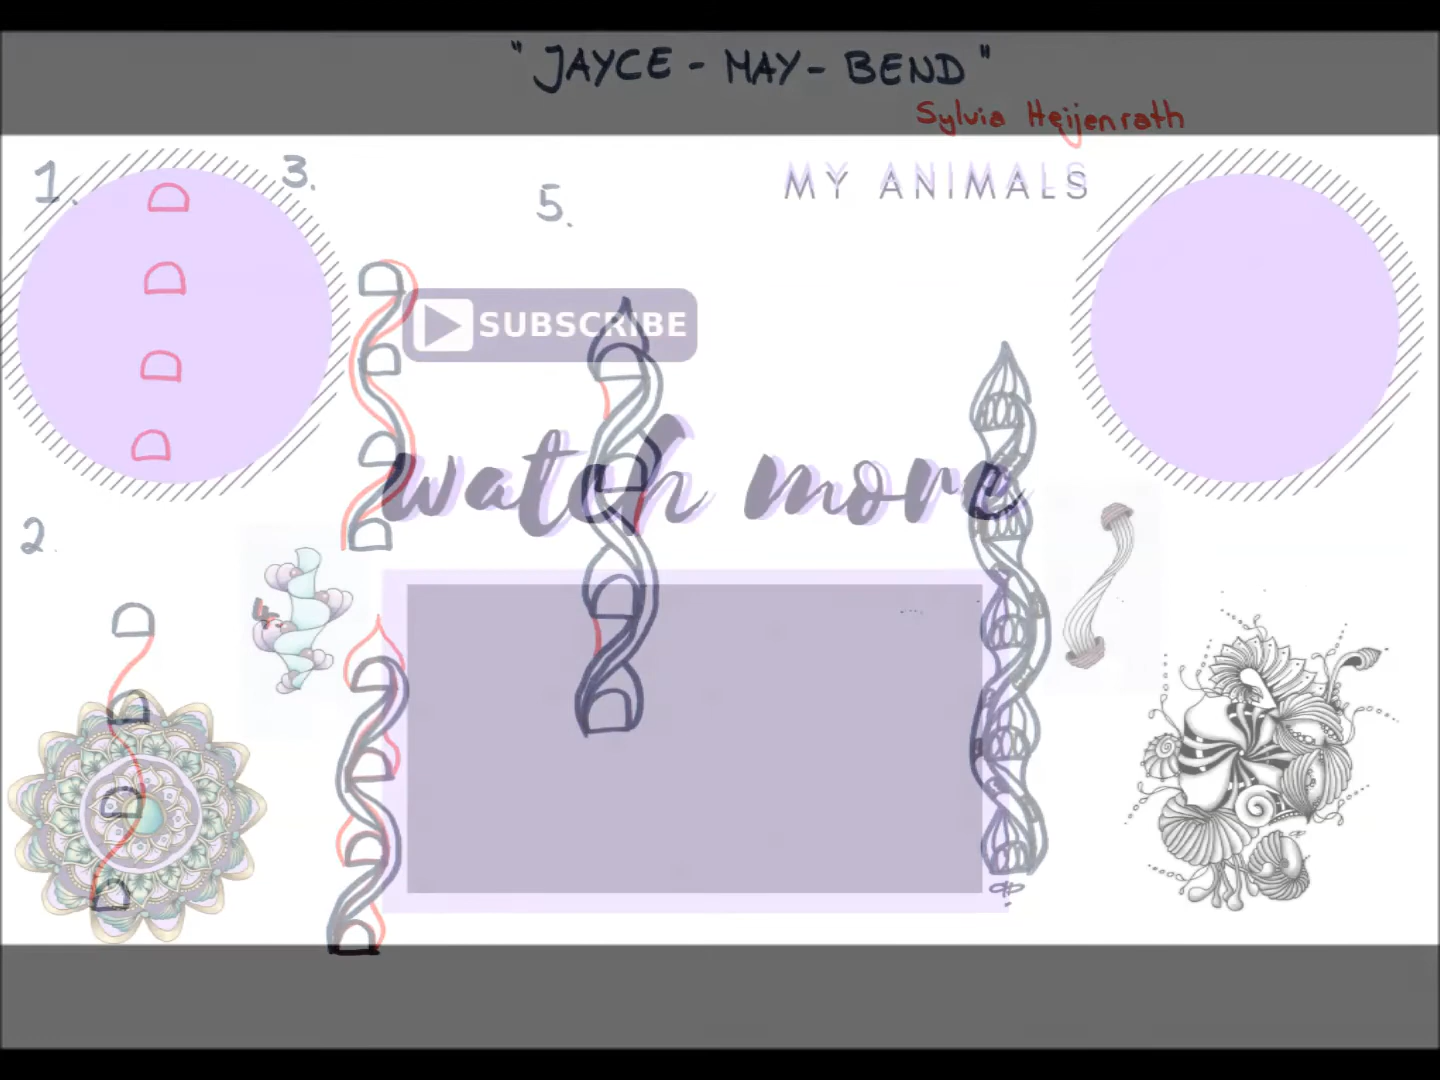 "JAYCE - MAY - BEND"
Sylvia Heijenrath
1.
3.
5.
MY ANIMALS
SUBSCRIBE
watch more
2.